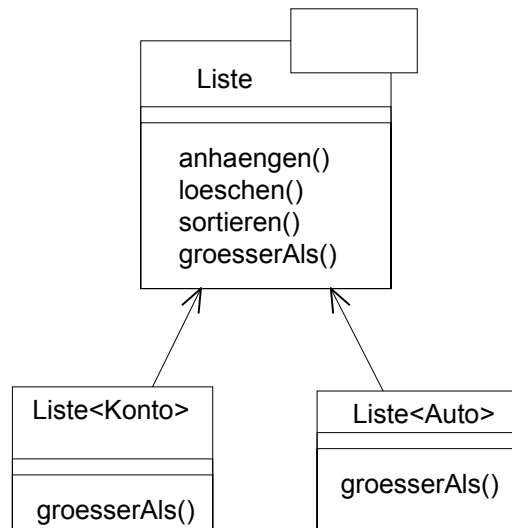 Liste
anhaengen()
loeschen()
sortieren()
groesserAls()
Liste<Konto>
groesserAls()
Liste<Auto>
groesserAls()